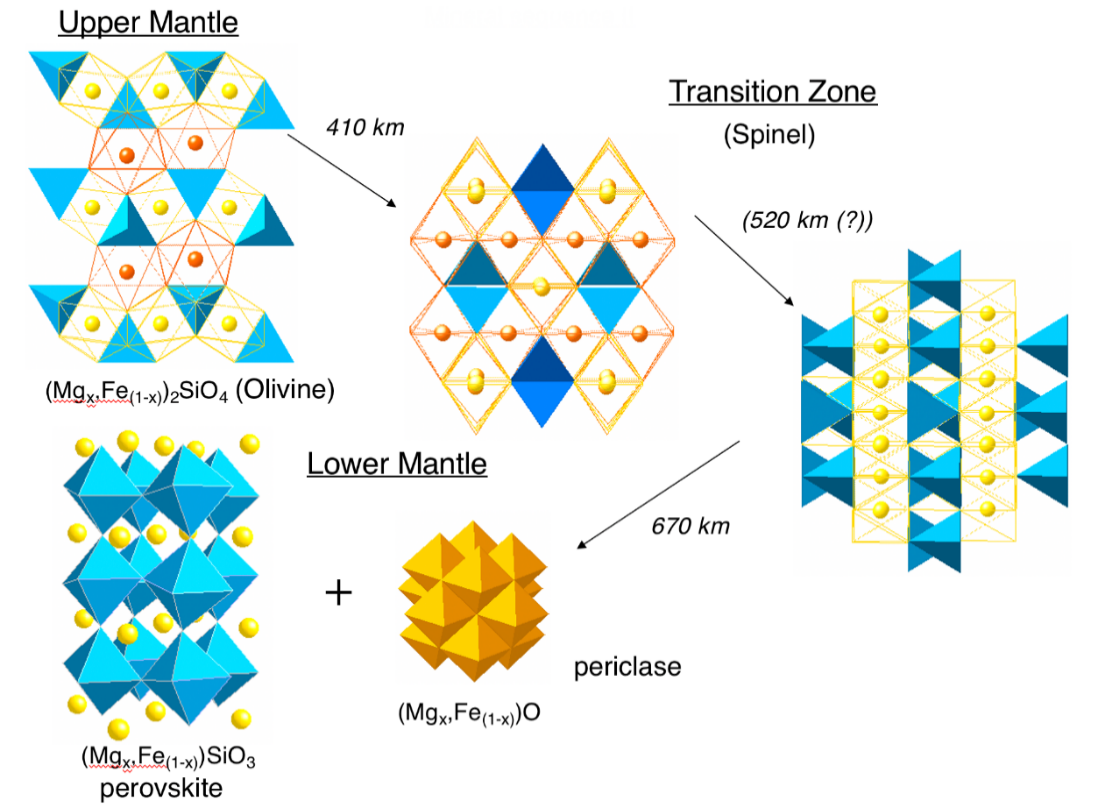 Upper Mantle
410 km
Transition Zone
(Spinel)
(520 km (?))
(Mgₓ,Fe₍₁₋ₓ₎)₂SiO₄ (Olivine)
Lower Mantle
670 km
+
periclase
(Mgₓ,Fe₍₁₋ₓ₎)O
(Mgₓ,Fe₍₁₋ₓ₎)SiO₃
perovskite